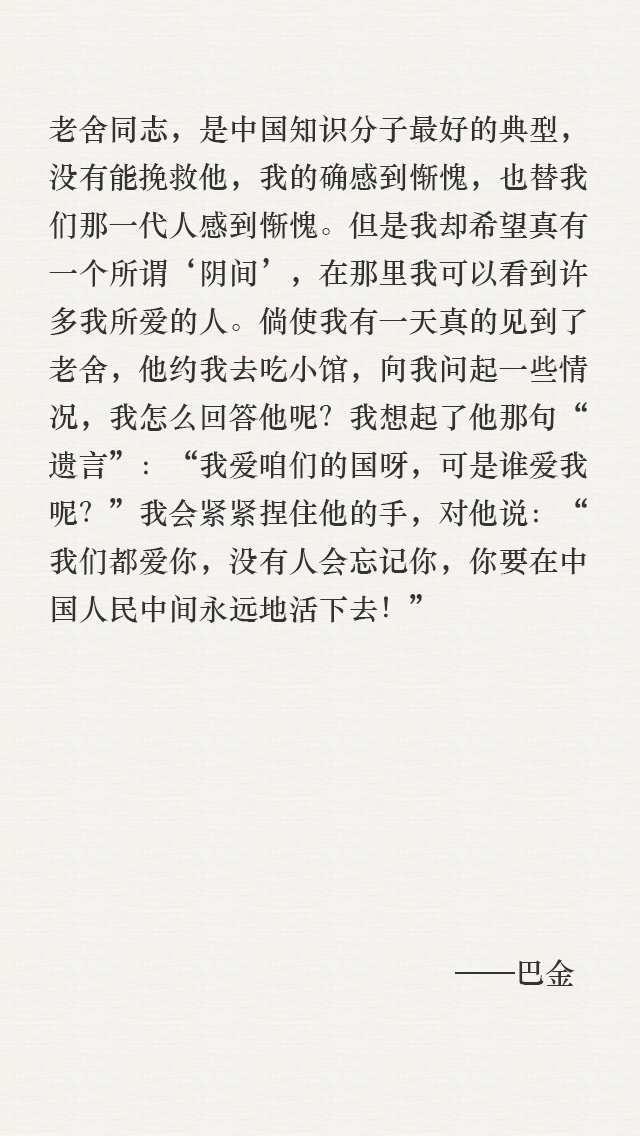 老舍同志，是中国知识分子最好的典型，
没有能挽救他，我的确感到惭愧，也替我
们那一代人感到惭愧。但是我却希望真有
一个所谓‘阴间’，在那里我可以看到许
多我所爱的人。倘使我有一天真的见到了
老舍，他约我去吃小馆，向我问起一些情
况，我怎么回答他呢？我想起了他那句“
遗言”：“我爱咱们的国呀，可是谁爱我
呢？”我会紧紧捏住他的手，对他说：“
我们都爱你，没有人会忘记你，你要在中
国人民中间永远地活下去！”
——巴金